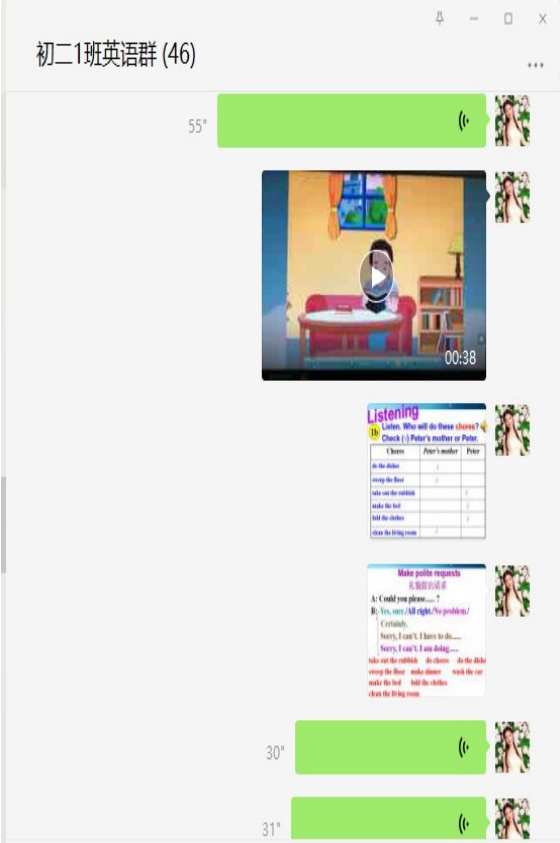 初二1班英语群 (46)
55"
00:38
Listening
1b Listen. Who will do these chores?
Check (√) Peter's mother or Peter.
Chores Peter's mother Peter
do the dishes √
sweep the floor √
take out the rubbish √
make the bed √
fold the clothes √
clean the living room √
Make polite requests
A: Could you please..... ?
B: Yes, sure./All right./No problem./
Certainly.
Sorry, I can't. I have to do.....
Sorry, I can't. I am doing.....
take out the rubbish do chores do the dishe
sweep the floor make dinner wash the car
make the bed fold the clothes
clean the living room
30"
31"